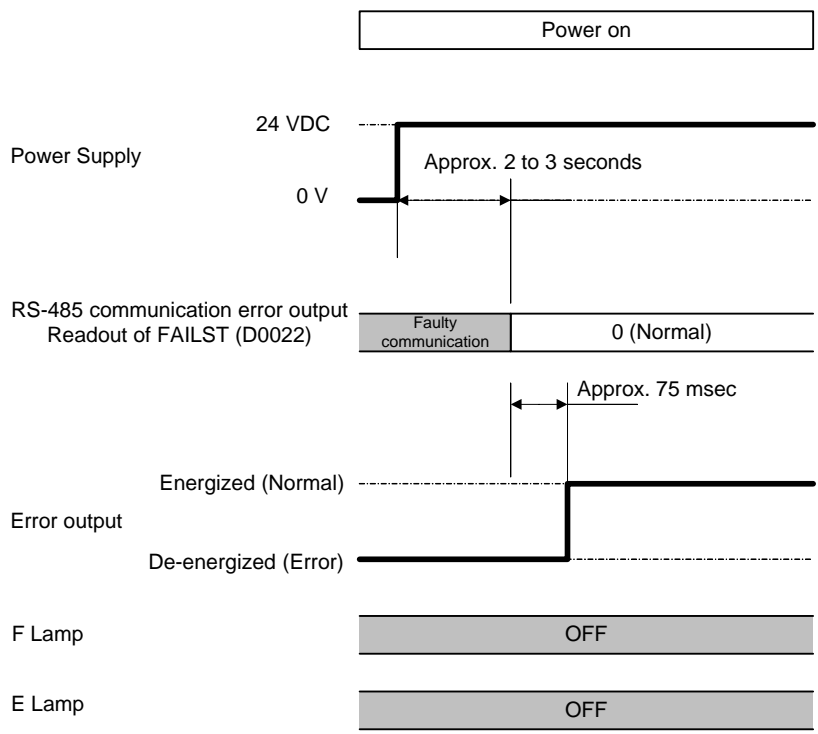 Power on
24 VDC
Power Supply
Approx. 2 to 3 seconds
0 V
RS-485 communication error output
Readout of FAILST (D0022)
Faulty
communication
0 (Normal)
Approx. 75 msec
Energized (Normal)
Error output
De-energized (Error)
F Lamp
OFF
E Lamp
OFF